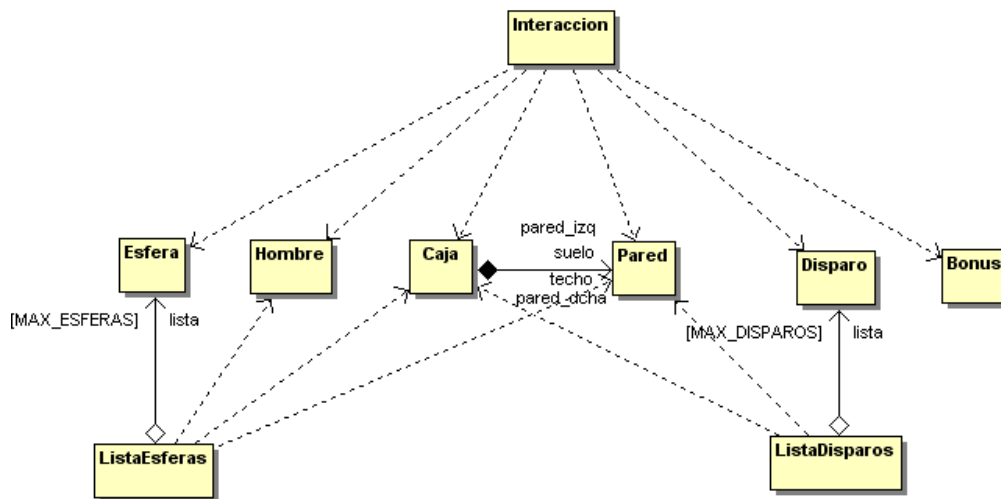 Interaccion
Esfera
Hombre
Caja
pared_izq
suelo
techo
pared_dcha
Pared
Disparo
Bonus
[MAX_ESFERAS] lista
[MAX_DISPAROS] lista
ListaEsferas
ListaDisparos